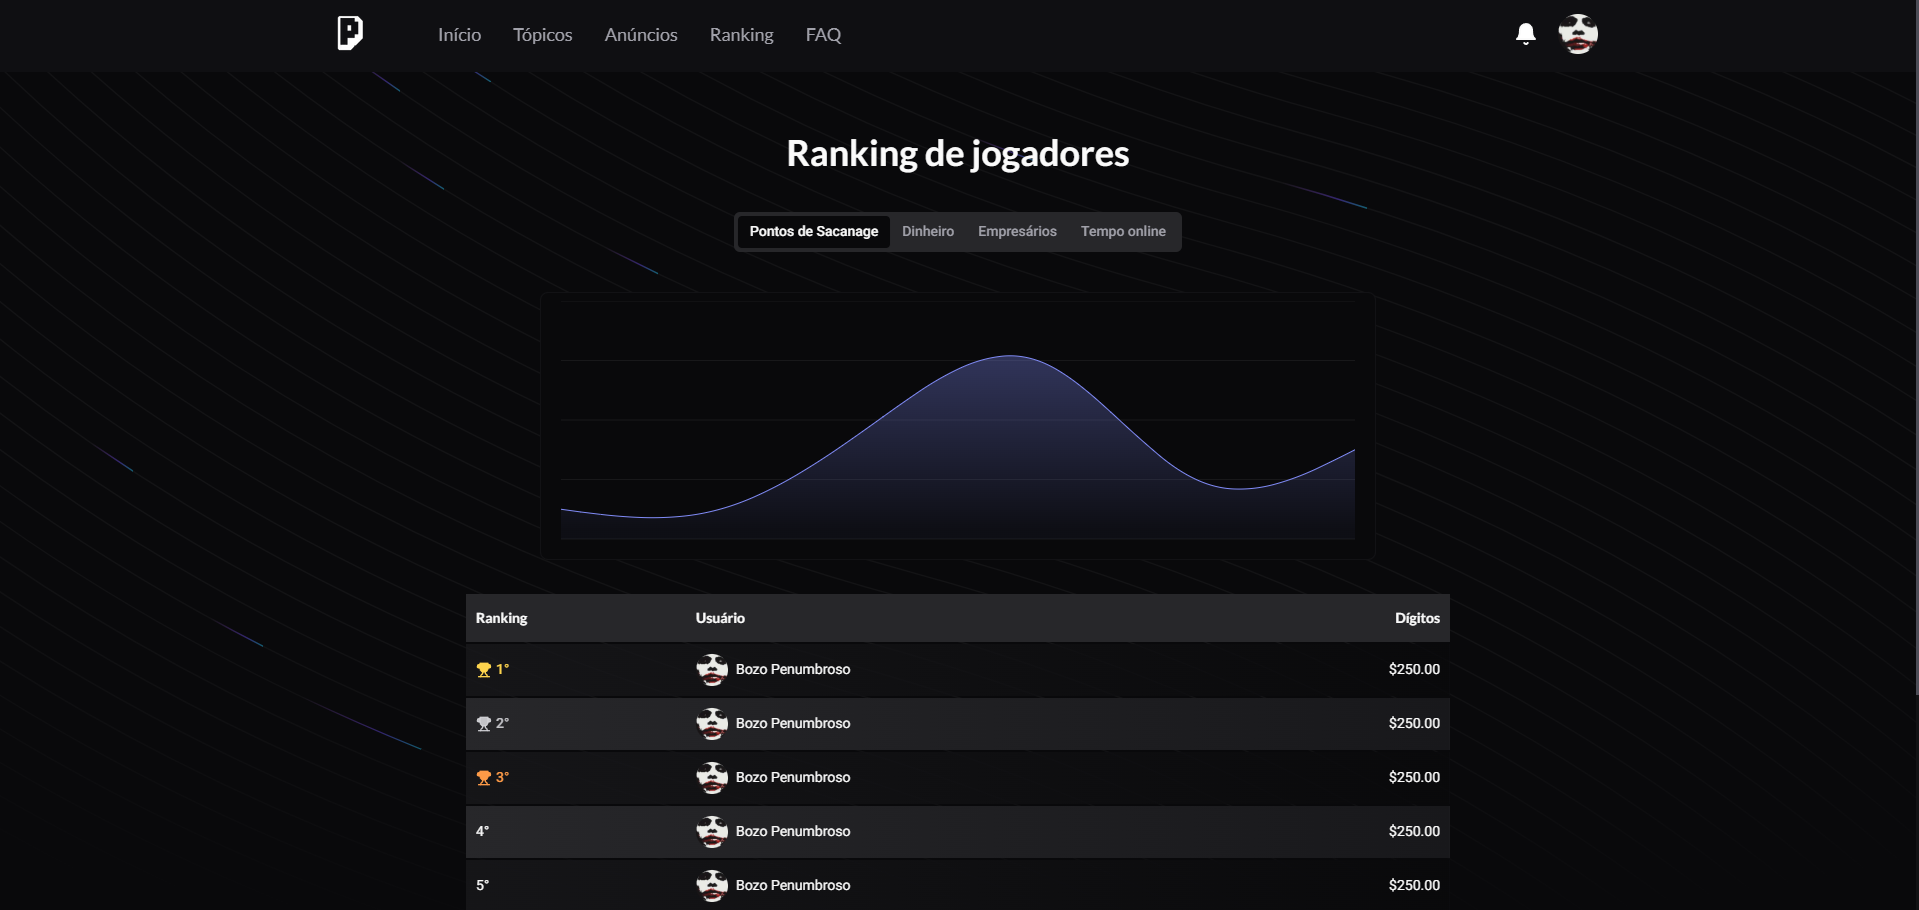 P
Início Tópicos Anúncios Ranking FAQ
Ranking de jogadores
Pontos de Sacanage Dinheiro Empresários Tempo online
Ranking Usuário Dígitos
1° Bozo Penumbroso $250.00
2° Bozo Penumbroso $250.00
3° Bozo Penumbroso $250.00
4° Bozo Penumbroso $250.00
5° Bozo Penumbroso $250.00